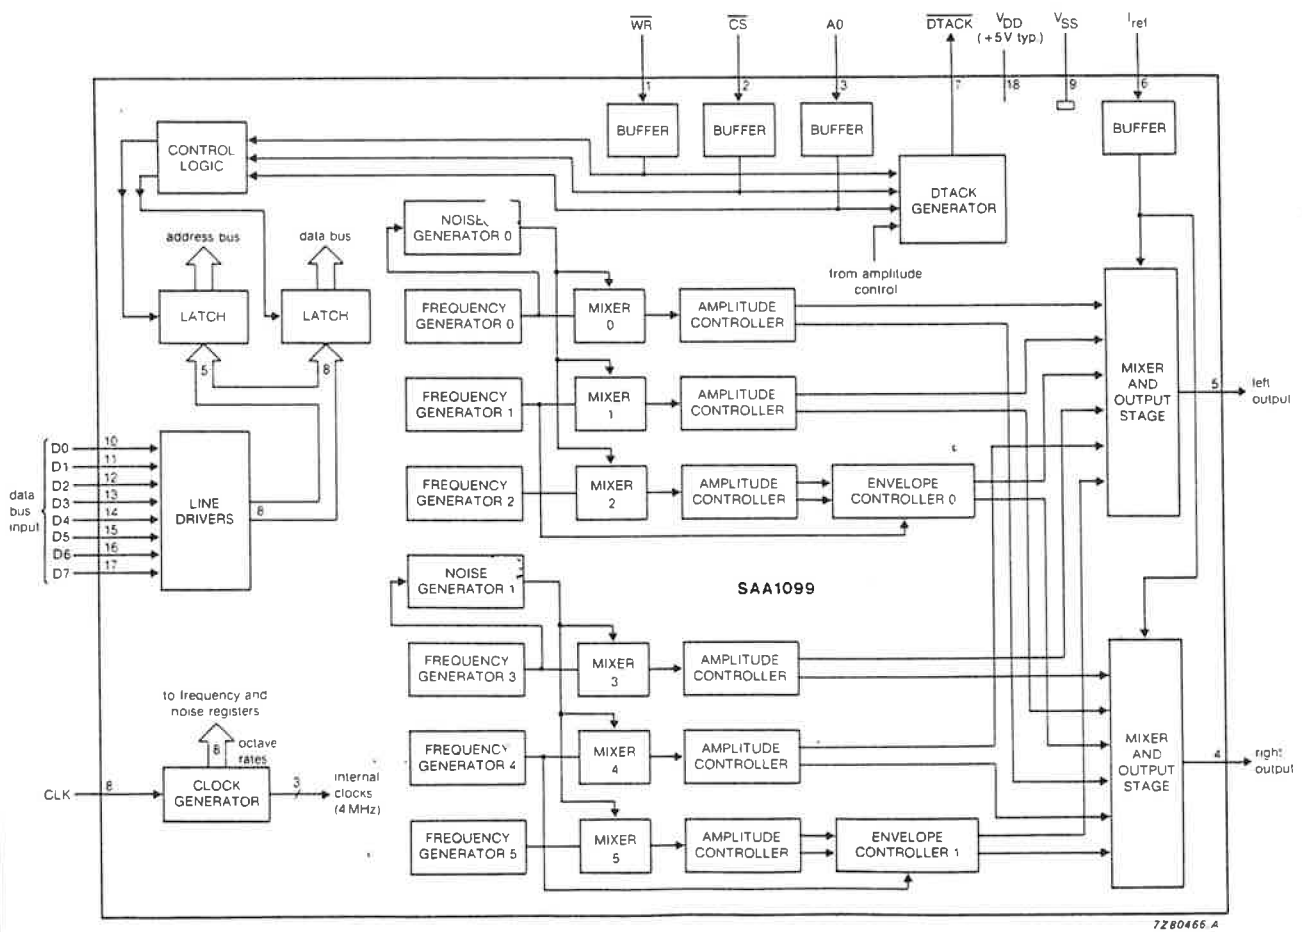 WR CS A0 DTACK VDD VSS Iref
(+5V typ.)
1 2 3 7 18 9 6
BUFFER BUFFER BUFFER BUFFER
CONTROL LOGIC
DTACK GENERATOR
NOISE GENERATOR 0
address bus data bus
from amplitude control
LATCH LATCH
5 8
FREQUENCY GENERATOR 0 MIXER 0 AMPLITUDE CONTROLLER
FREQUENCY GENERATOR 1 MIXER 1 AMPLITUDE CONTROLLER
MIXER AND OUTPUT STAGE 5 left output
FREQUENCY GENERATOR 2 MIXER 2 AMPLITUDE CONTROLLER ENVELOPE CONTROLLER 0
data bus input
D0 10
D1 11
D2 12
D3 13
D4 14
D5 15
D6 16
D7 17
LINE DRIVERS 8
NOISE GENERATOR 1
SAA1099
FREQUENCY GENERATOR 3 MIXER 3 AMPLITUDE CONTROLLER
to frequency and noise registers
8 octave rates
FREQUENCY GENERATOR 4 MIXER 4 AMPLITUDE CONTROLLER
MIXER AND OUTPUT STAGE 4 right output
CLK 8 CLOCK GENERATOR 3 internal clocks (4 MHz)
FREQUENCY GENERATOR 5 MIXER 5 AMPLITUDE CONTROLLER ENVELOPE CONTROLLER 1
7Z80466.A